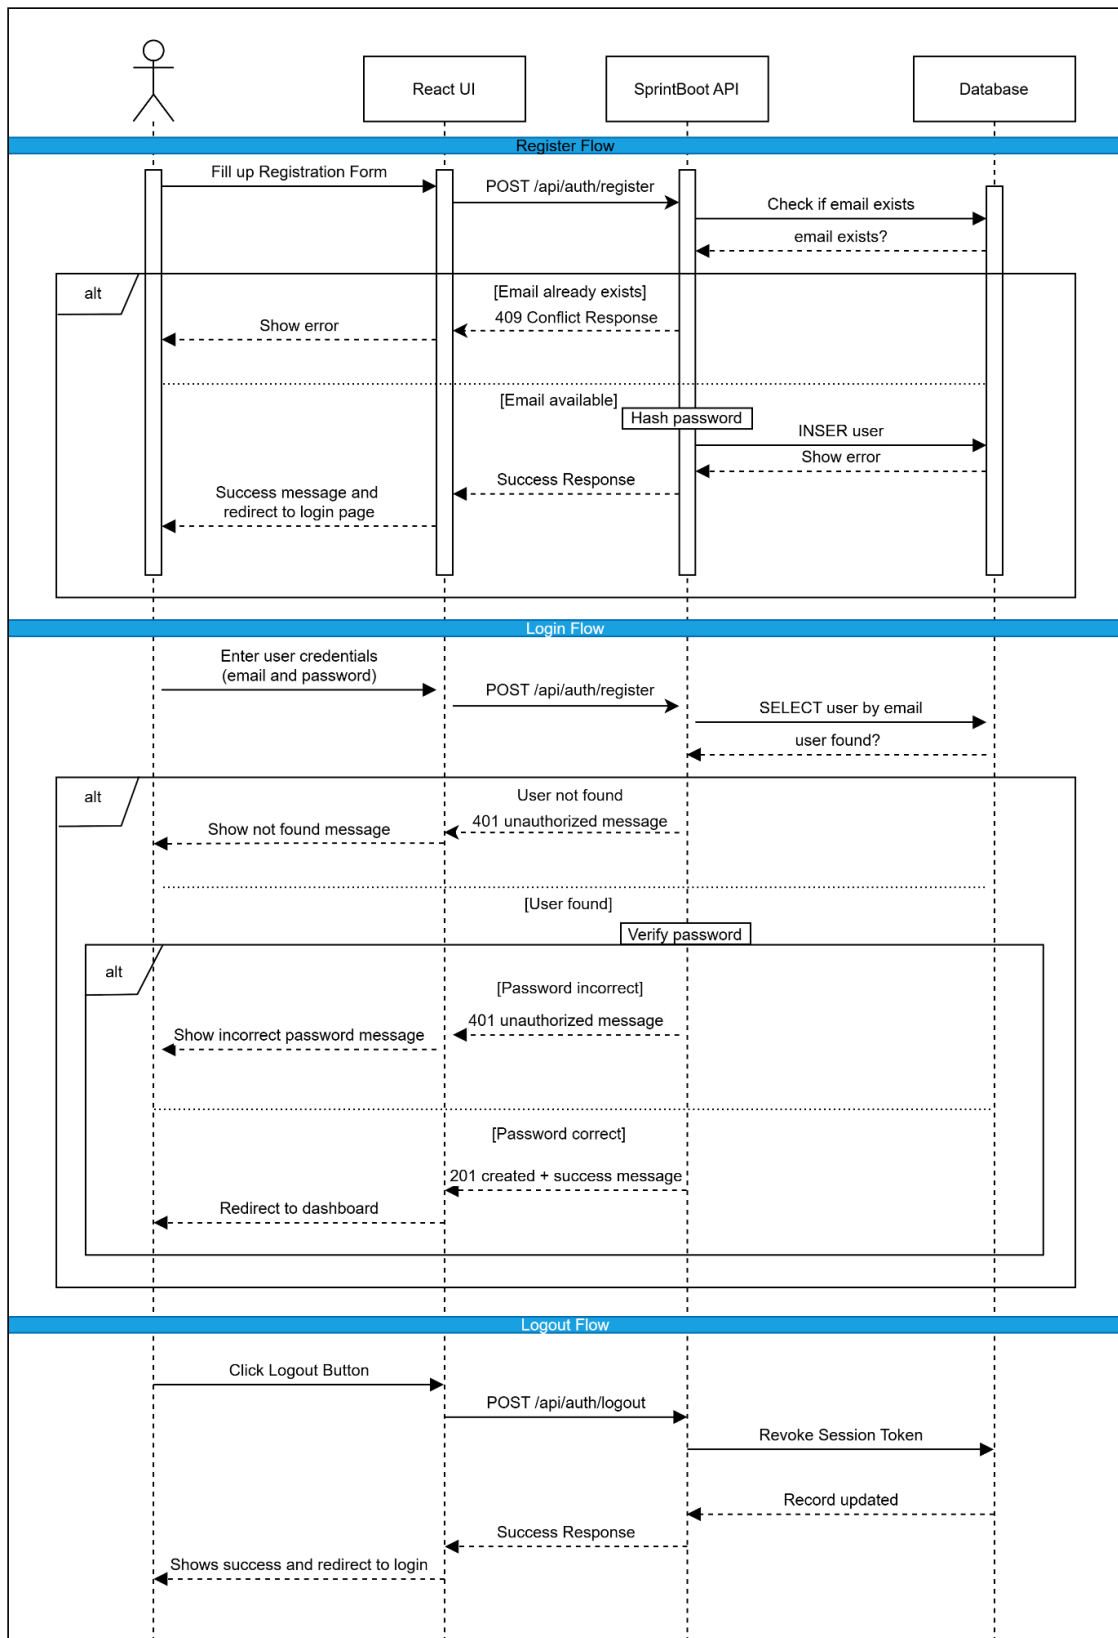 React UI
SprintBoot API
Database
Register Flow
Fill up Registration Form
POST /api/auth/register
Check if email exists
email exists?
alt
[Email already exists]
409 Conflict Response
Show error
[Email available]
Hash password
INSER user
Show error
Success Response
Success message and
redirect to login page
Login Flow
Enter user credentials
(email and password)
POST /api/auth/register
SELECT user by email
user found?
alt
User not found
401 unauthorized message
Show not found message
[User found]
Verify password
alt
[Password incorrect]
401 unauthorized message
Show incorrect password message
[Password correct]
201 created + success message
Redirect to dashboard
Logout Flow
Click Logout Button
POST /api/auth/logout
Revoke Session Token
Record updated
Success Response
Shows success and redirect to login